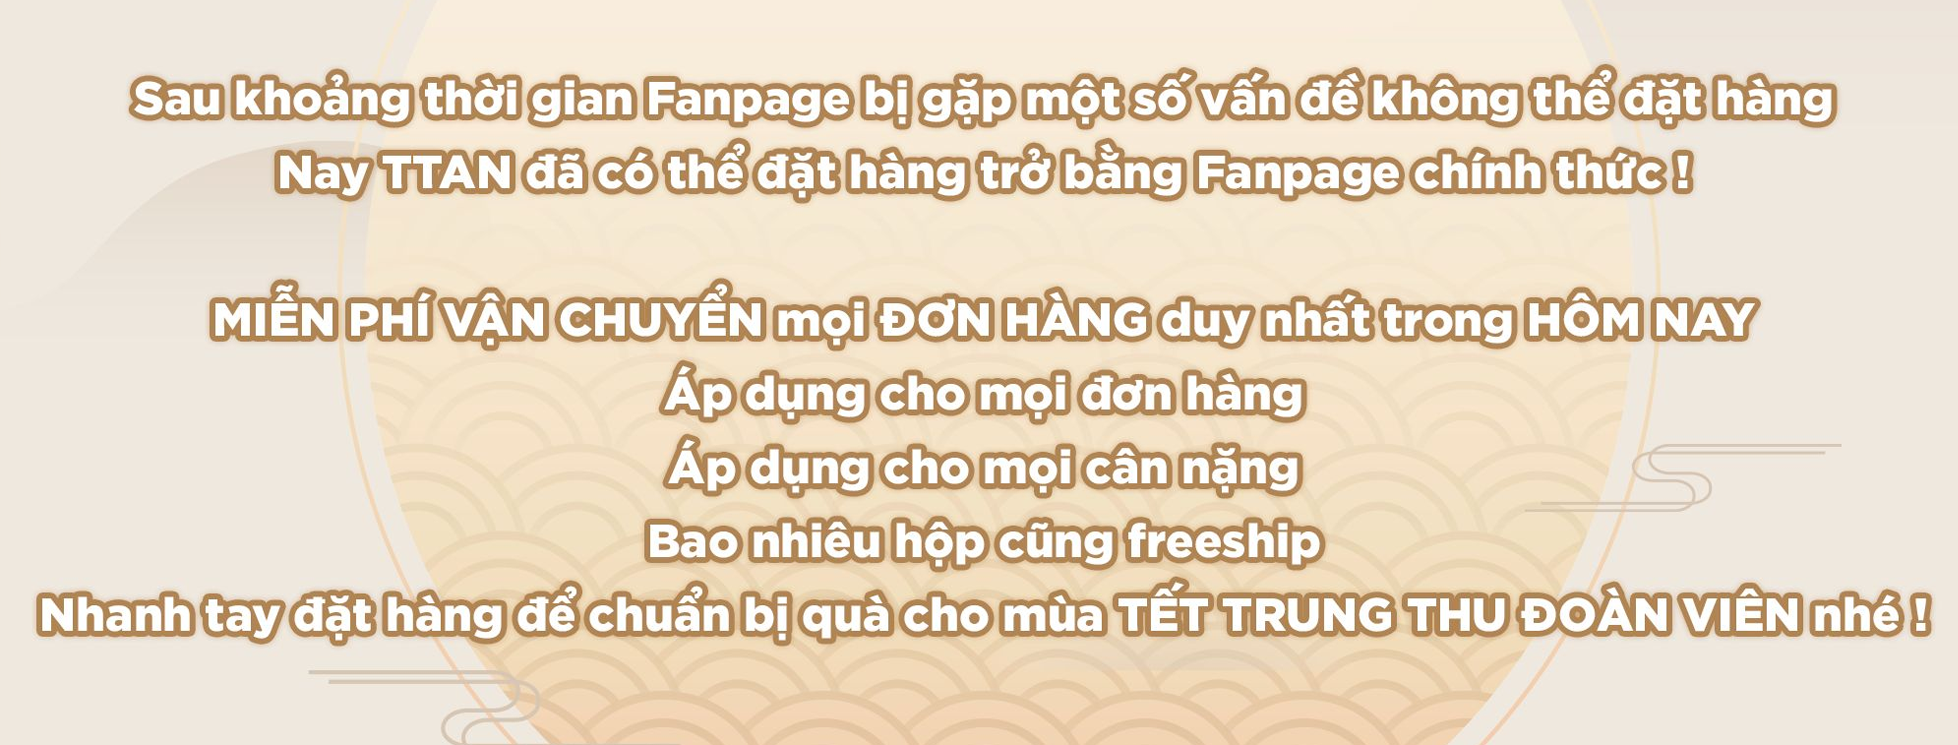 Sau khoảng thời gian Fanpage bị gặp một số vấn đề không thể đặt hàng
Nay TTAN đã có thể đặt hàng trở bằng Fanpage chính thức !
MIỄN PHÍ VẬN CHUYỂN mọi ĐƠN HÀNG duy nhất trong HÔM NAY
Áp dụng cho mọi đơn hàng
Áp dụng cho mọi cân nặng
Bao nhiêu hộp cũng freeship
Nhanh tay đặt hàng để chuẩn bị quà cho mùa TẾT TRUNG THU ĐOÀN VIÊN nhé !